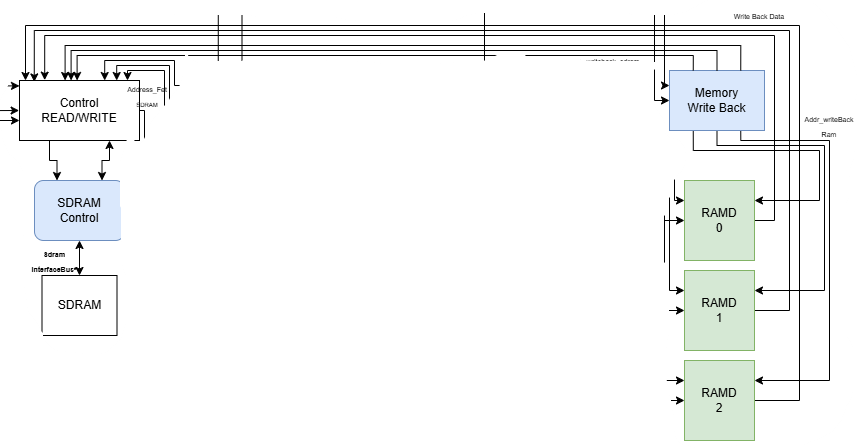 Write Back Data
Address_Fet
SDRAM
Control
READ/WRITE
Memory
Write Back
Addr_writeBack
Ram
SDRAM
Control
RAMD
0
Sdram
InterfaceBus
SDRAM
RAMD
1
RAMD
2